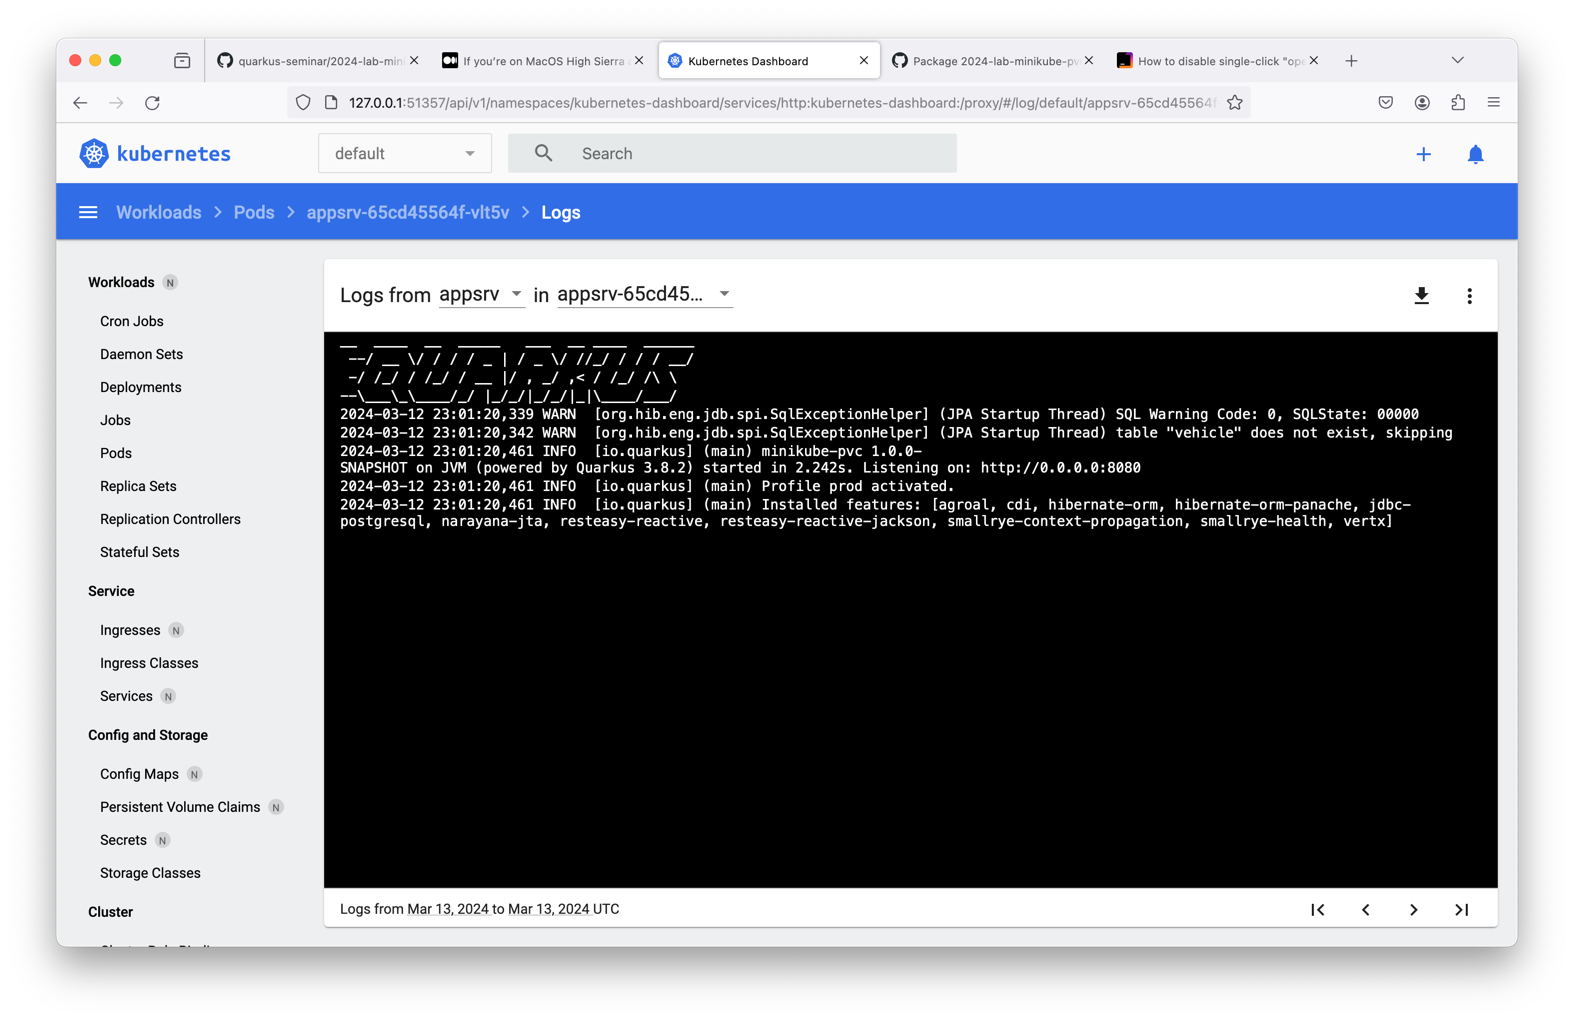 quarkus-seminar/2024-lab-mini
If you're on MacOS High Sierra
Kubernetes Dashboard
Package 2024-lab-minikube-pv
How to disable single-click "ope
127.0.0.1:51357/api/v1/namespaces/kubernetes-dashboard/services/http:kubernetes-dashboard:/proxy/#/log/default/appsrv-65cd45564f
kubernetes
default
Search
Workloads > Pods > appsrv-65cd45564f-vlt5v > Logs
Workloads N
Cron Jobs
Daemon Sets
Deployments
Jobs
Pods
Replica Sets
Replication Controllers
Stateful Sets
Service
Ingresses N
Ingress Classes
Services N
Config and Storage
Config Maps N
Persistent Volume Claims N
Secrets N
Storage Classes
Cluster
Logs from appsrv in appsrv-65cd45...
__  ____  __  _____   ___  __ ____  ______
 --/ __ \/ / / / _ | / _ \/ //_/ / / / __/
 -/ /_/ / /_/ / __ |/ , _/ ,< / /_/ /\ \
--\___\_\____/_/ |_/_/|_/_/|_|\____/___/
2024-03-12 23:01:20,339 WARN  [org.hib.eng.jdb.spi.SqlExceptionHelper] (JPA Startup Thread) SQL Warning Code: 0, SQLState: 00000
2024-03-12 23:01:20,342 WARN  [org.hib.eng.jdb.spi.SqlExceptionHelper] (JPA Startup Thread) table "vehicle" does not exist, skipping
2024-03-12 23:01:20,461 INFO  [io.quarkus] (main) minikube-pvc 1.0.0-
SNAPSHOT on JVM (powered by Quarkus 3.8.2) started in 2.242s. Listening on: http://0.0.0.0:8080
2024-03-12 23:01:20,461 INFO  [io.quarkus] (main) Profile prod activated.
2024-03-12 23:01:20,461 INFO  [io.quarkus] (main) Installed features: [agroal, cdi, hibernate-orm, hibernate-orm-panache, jdbc-
postgresql, narayana-jta, resteasy-reactive, resteasy-reactive-jackson, smallrye-context-propagation, smallrye-health, vertx]
Logs from Mar 13, 2024 to Mar 13, 2024 UTC